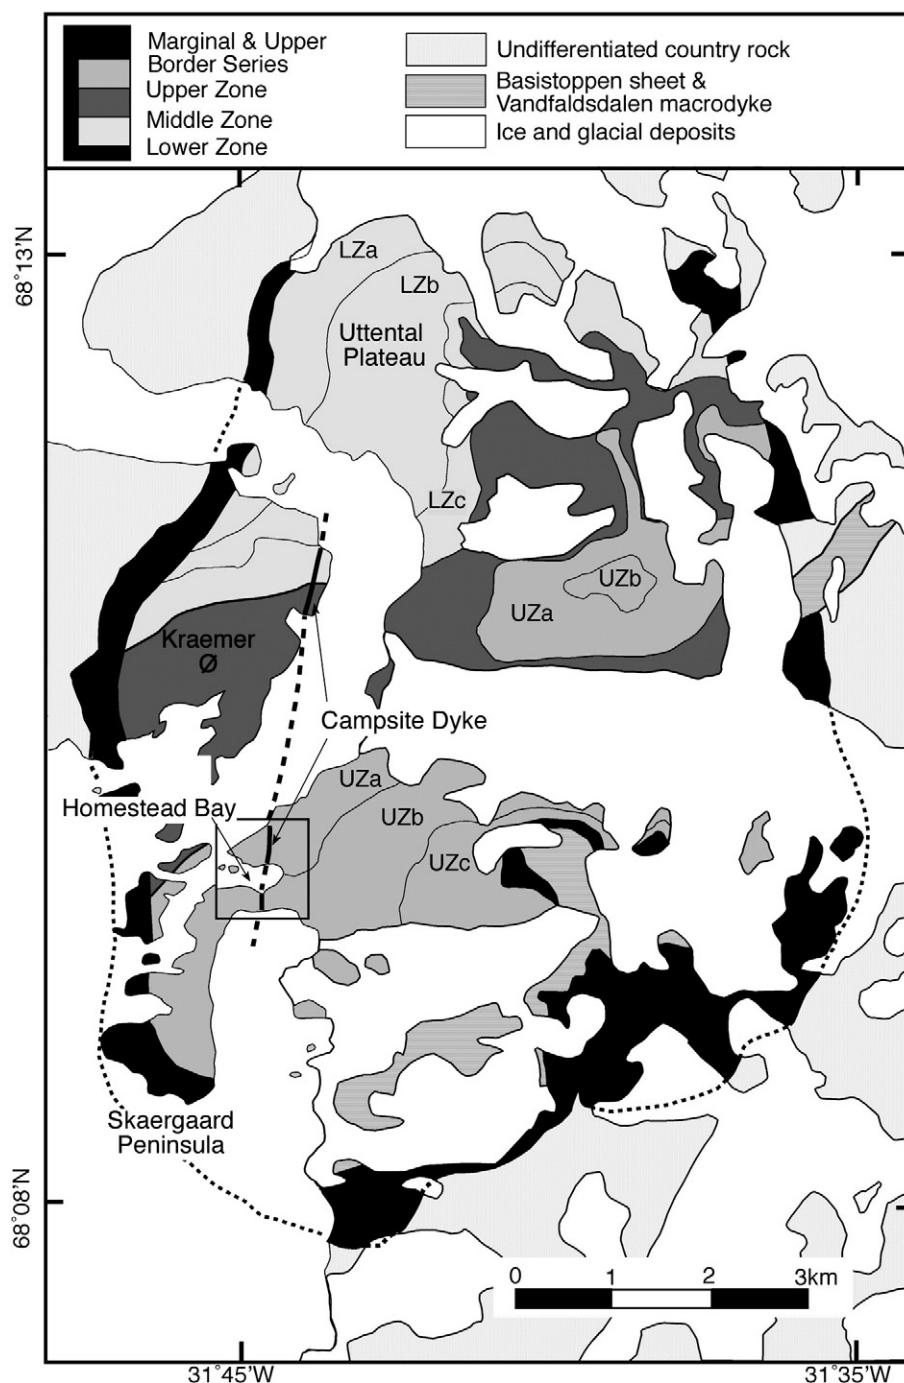 Marginal & Upper
Border Series
Upper Zone
Middle Zone
Lower Zone
Undifferentiated country rock
Basistoppen sheet &
Vandfaldsdalen macrodyke
Ice and glacial deposits
68°13'N
LZa
LZb
Uttental
Plateau
LZc
UZb
UZa
Kraemer
Ø
Campsite Dyke
UZa
Homestead Bay
UZb
UZc
Skaergaard
Peninsula
68°08'N
0 1 2 3km
31°45'W
31°35'W